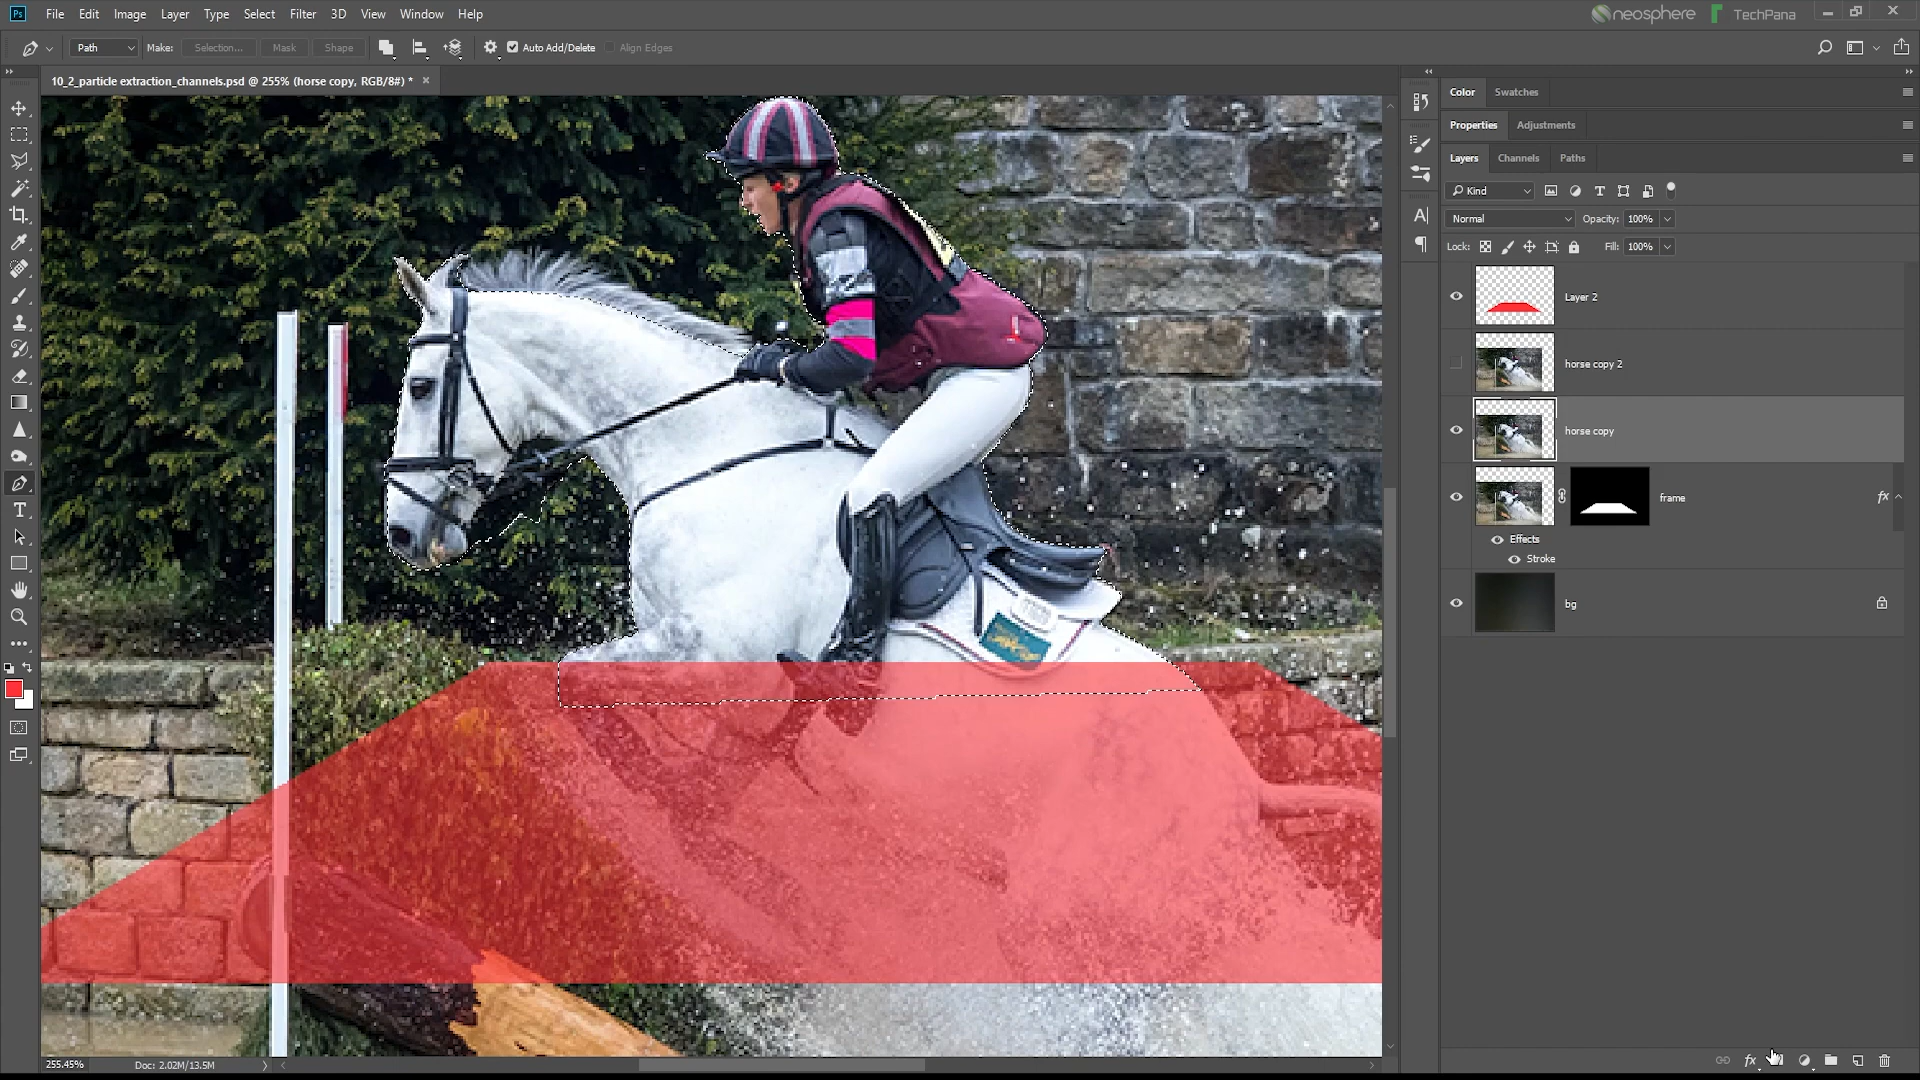 Ps File Edit Image Layer Type Select Filter 3D View Window Help
neosphere TechPana
Path Make: Selection... Mask Shape Auto Add/Delete Align Edges
10_2_particle extraction_channels.psd @ 255% (horse copy, RGB/8#) *
Color Swatches
Properties Adjustments
Layers Channels Paths
Kind
Normal Opacity: 100%
Lock: Fill: 100%
Layer 2
horse copy 2
horse copy
frame fx
Effects
Stroke
bg
255.45% Doc: 2.02M/13.5M
fx